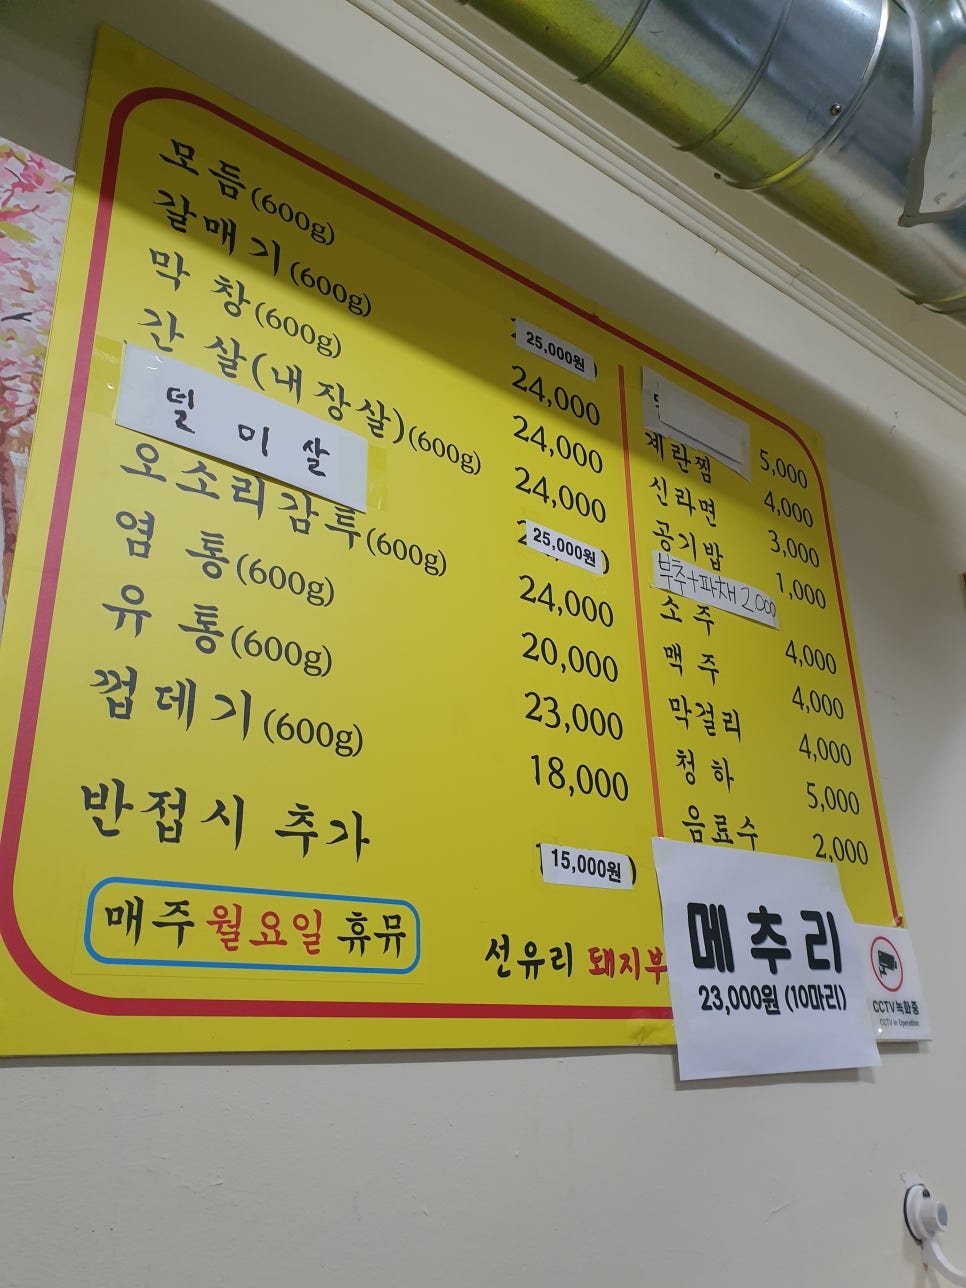 모듬(600g) 25,000원
갈매기(600g) 24,000
막창(600g) 24,000
간살(내장살)(600g) 24,000
덜미살 25,000원
오소리감투(600g) 24,000
염통(600g) 20,000
유통(600g) 23,000
껍데기(600g) 18,000
반접시 추가 15,000원
매주 월요일 휴뮤
선유리 돼지부
5,000
계란찜 4,000
신라면 3,000
공기밥 1,000
부추+파채 2,000
소주 4,000
맥주 4,000
막걸리 4,000
청하 5,000
음료수 2,000
메추리
23,000원 (10마리)
CCTV녹화중
CCTV In Operation